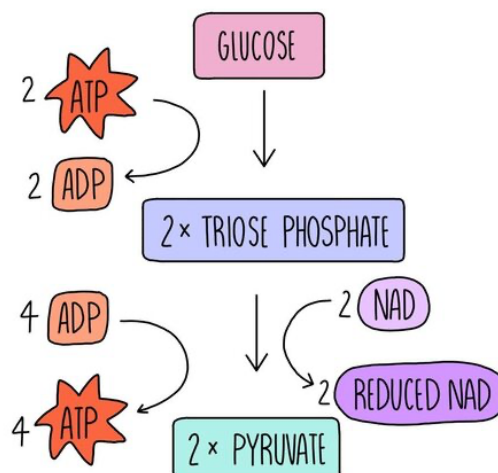 GLUCOSE
2 ATP
2 ADP
2× TRIOSE PHOSPHATE
4 ADP
2 NAD
4 ATP
2 REDUCED NAD
2× PYRUVATE